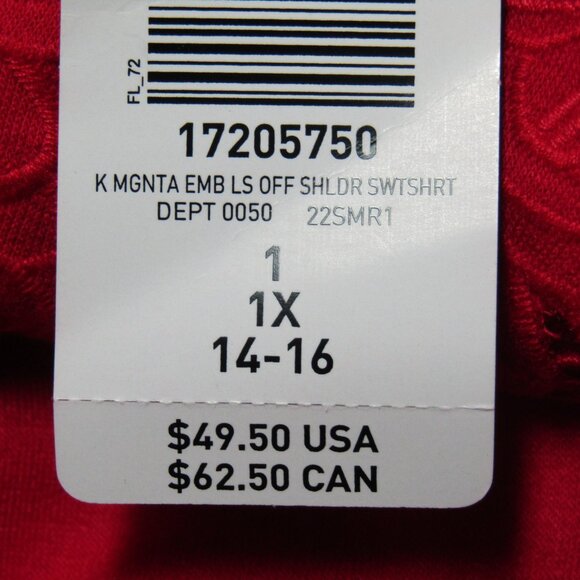 FL_72
17205750
K MGNTA EMB LS OFF SHLDR SWTSHRT
DEPT 0050 22SMR1
1
1X
14-16
$49.50 USA
$62.50 CAN